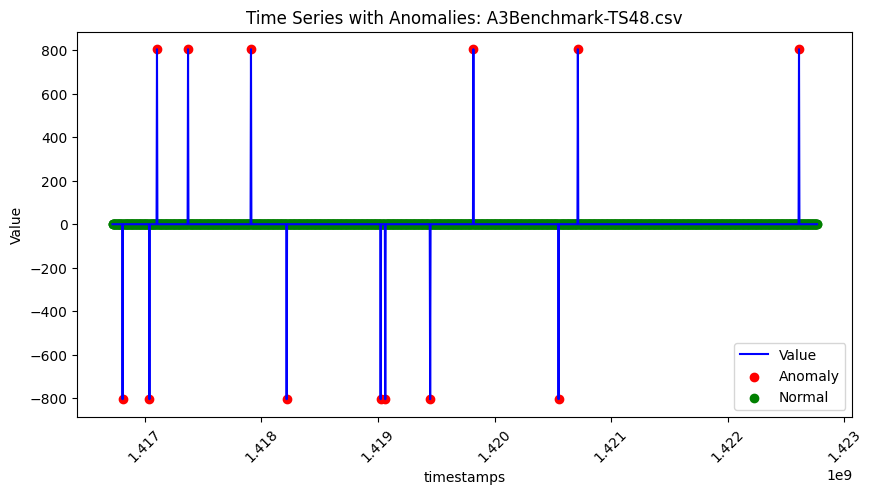 Time Series with Anomalies: A3Benchmark-TS48.csv
800
600
400
200
0
−200
−400
−600
−800
Value
Value
Anomaly
Normal
1.417
1.418
1.419
1.420
1.421
1.422
1.423
1e9
timestamps